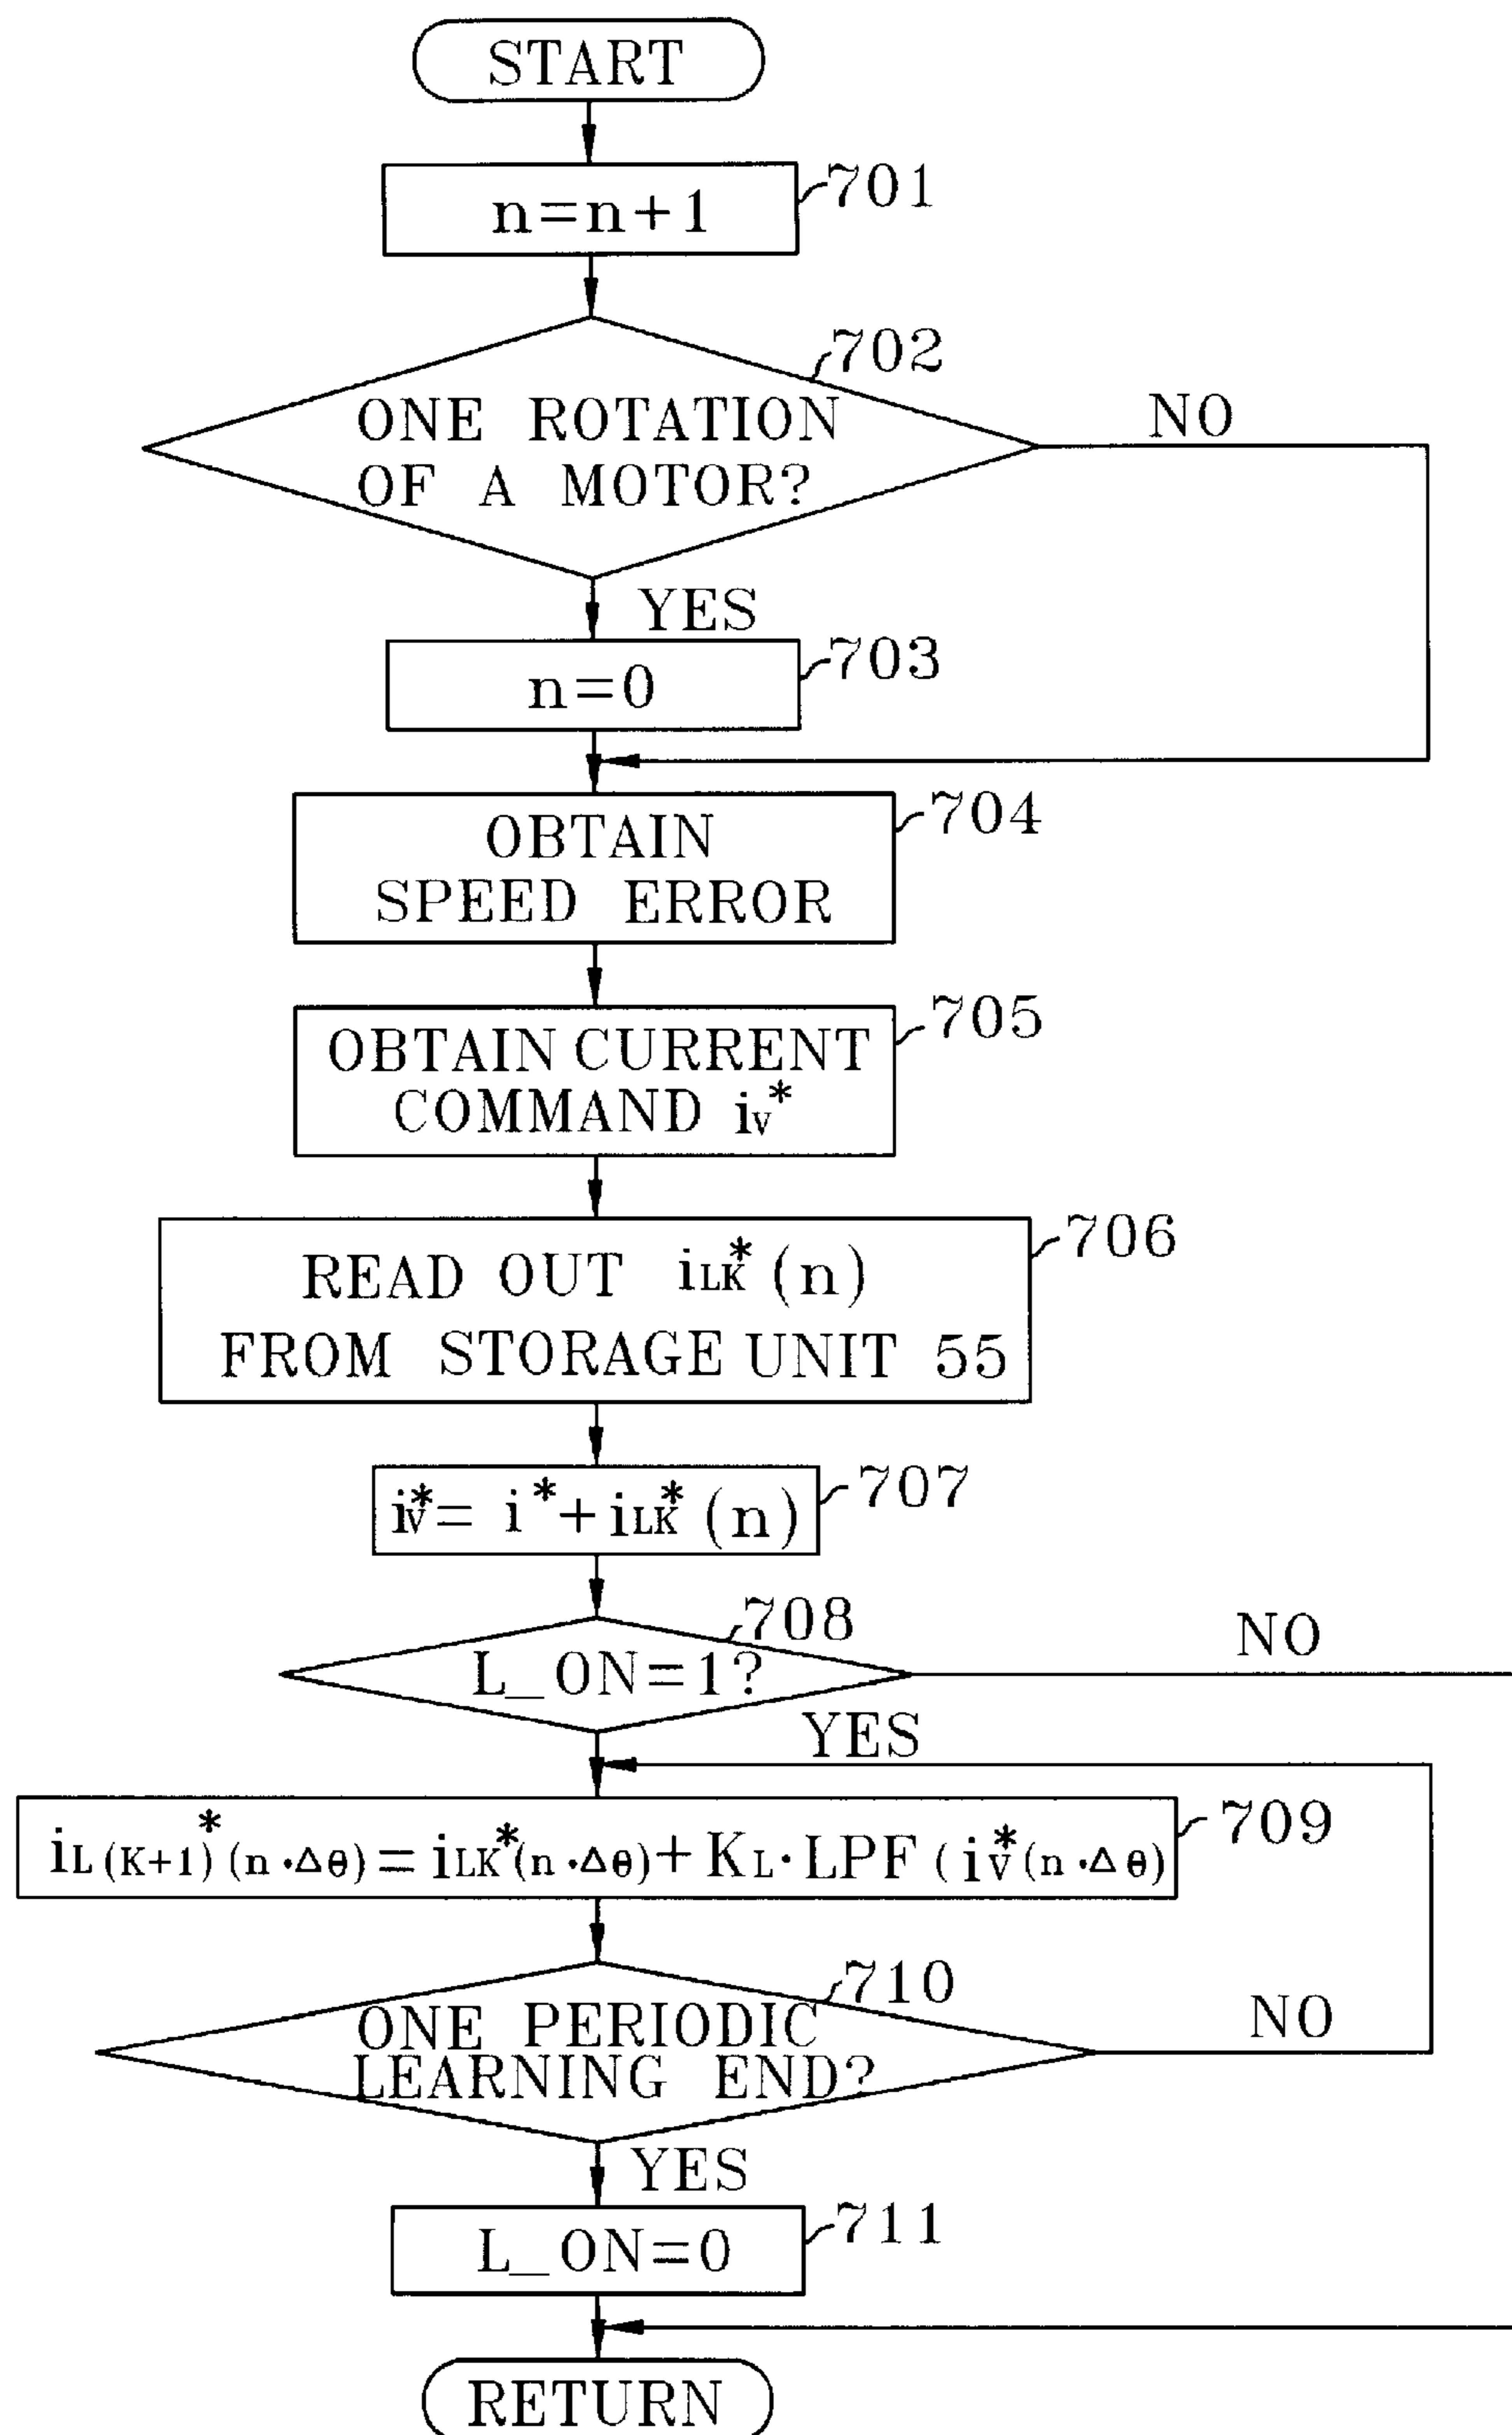 START
n=n+1
701
702
ONE ROTATION
OF A MOTOR?
NO
YES
n=0
703
OBTAIN
SPEED ERROR
704
OBTAIN CURRENT
COMMAND iv*
705
READ OUT iLK*(n)
FROM STORAGE UNIT 55
706
iv*= i*+iLK*(n)
707
708
L_ON=1?
NO
YES
iL(K+1)*(n·Δθ)=iLK*(n·Δθ)+KL·LPF(iv*(n·Δθ)
709
710
ONE PERIODIC
LEARNING END?
NO
YES
L_ON=0
711
RETURN